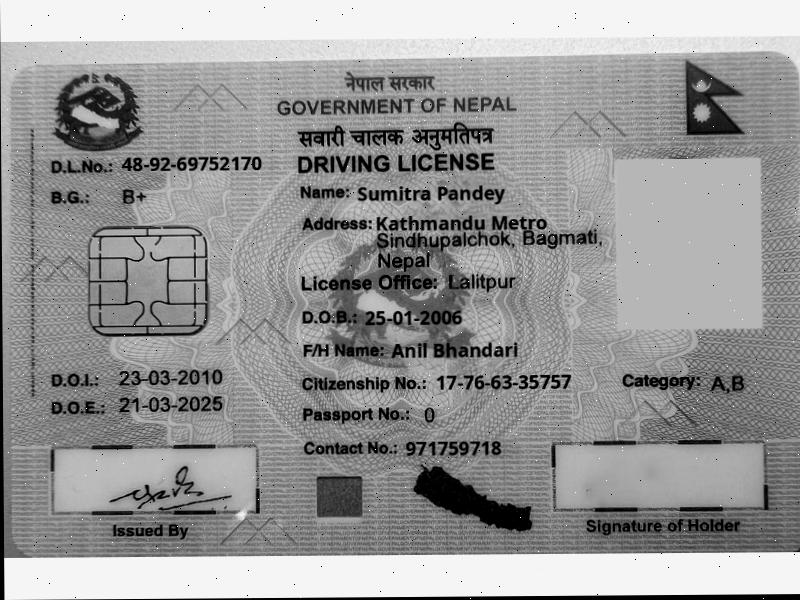 नेपाल सरकार
GOVERNMENT OF NEPAL
सवारी चालक अनुमतिपत्र
DRIVING LICENSE
D.L.No.: 48-92-69752170
B.G.: B+
Name: Sumitra Pandey
Address: Kathmandu Metro
Sindhupalchok, Bagmati,
Nepal
License Office: Lalitpur
D.O.B.: 25-01-2006
F/H Name: Anil Bhandari
D.O.I.: 23-03-2010
Citizenship No.: 17-76-63-35757
Category: A,B
D.O.E.: 21-03-2025
Passport No.: 0
Contact No.: 971759718
Issued By
Signature of Holder